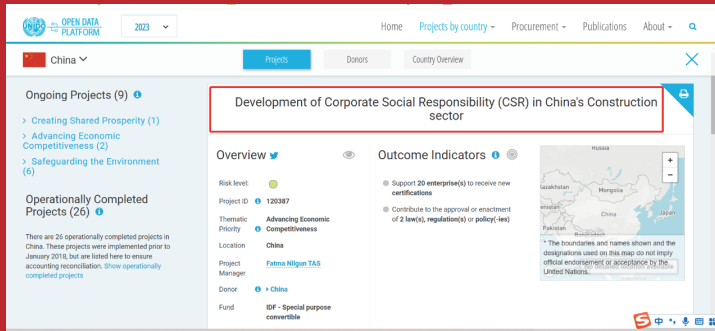 UNIDO
OPEN DATA
PLATFORM
2023
Home
Projects by country
Procurement
Publications
About
China
Projects
Donors
Country Overview
Ongoing Projects (9)
> Creating Shared Prosperity (1)
> Advancing Economic
Competitiveness (2)
> Safeguarding the Environment
(6)
Operationally Completed
Projects (26)
There are 26 operationally completed projects in
China. These projects were implemented prior to
January 2018, but are listed here to ensure
accounting reconciliation. Show operationally
completed projects
Development of Corporate Social Responsibility (CSR) in China's Construction
sector
Overview
Risk level:
Project ID 120387
Thematic Advancing Economic
Priority Competitiveness
Location China
Project Fatma Nilgun TAS
Manager
Donor China
Fund IDF - Special purpose
convertible
Outcome Indicators
Support 20 enterprise(s) to receive new
certifications
Contribute to the approval or enactment
of 2 law(s), regulation(s) or policy(-ies)
+
−
Russia
Mongolia
China
Japan
Pakistan
* The boundaries and names shown and the
designations used on this map do not imply
official endorsement or acceptance by the
United Nations.
中